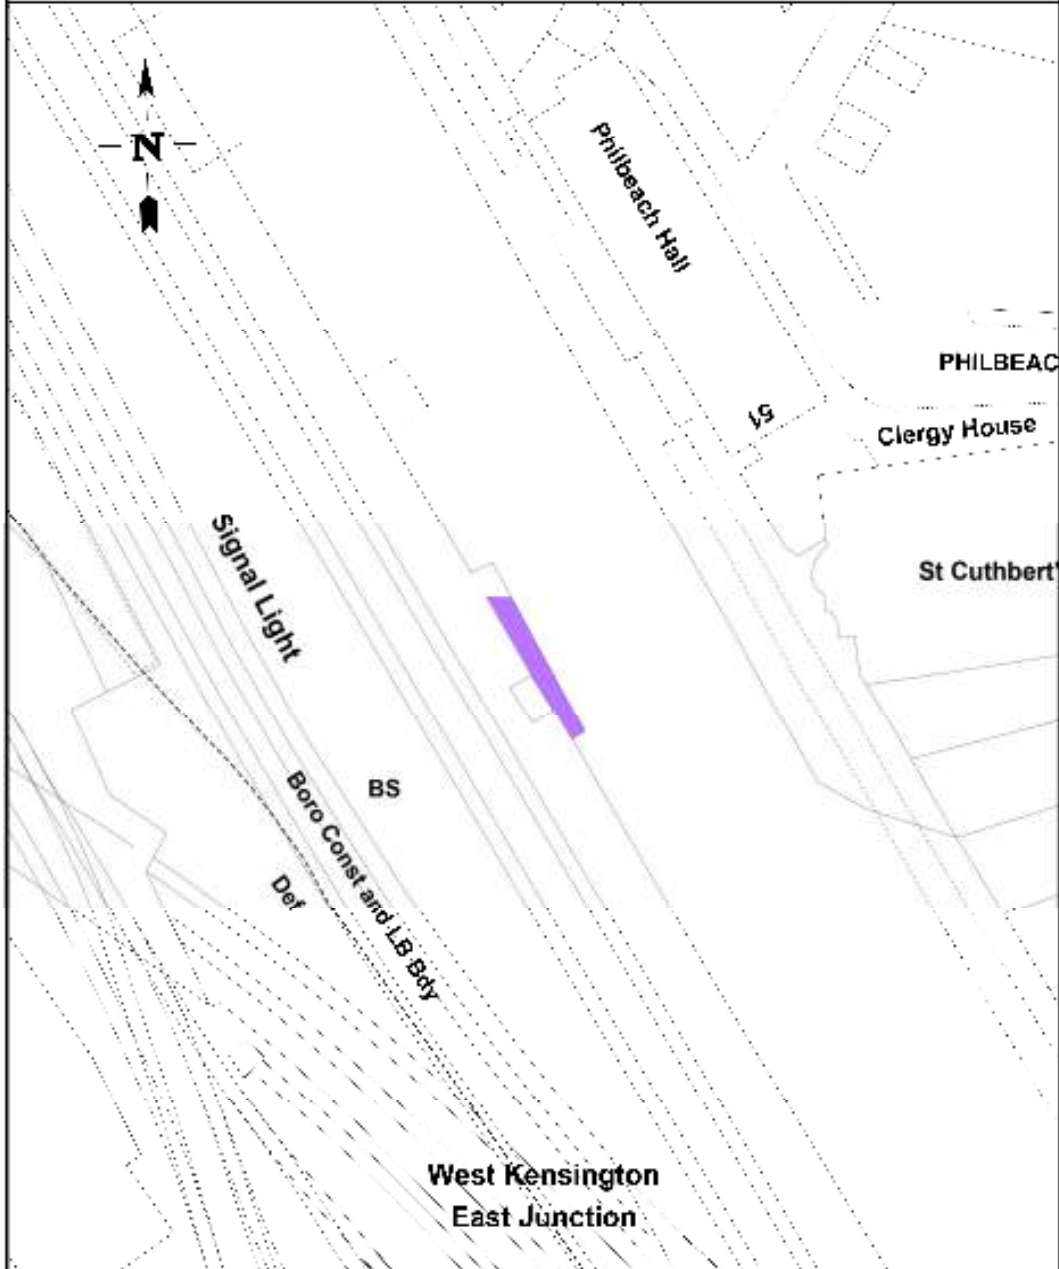 N
Philbeach Hall
PHILBEAC
51
Clergy House
Signal Light
St Cuthbert'
BS
Boro Const and LB Bdy
Def
West Kensington
East Junction